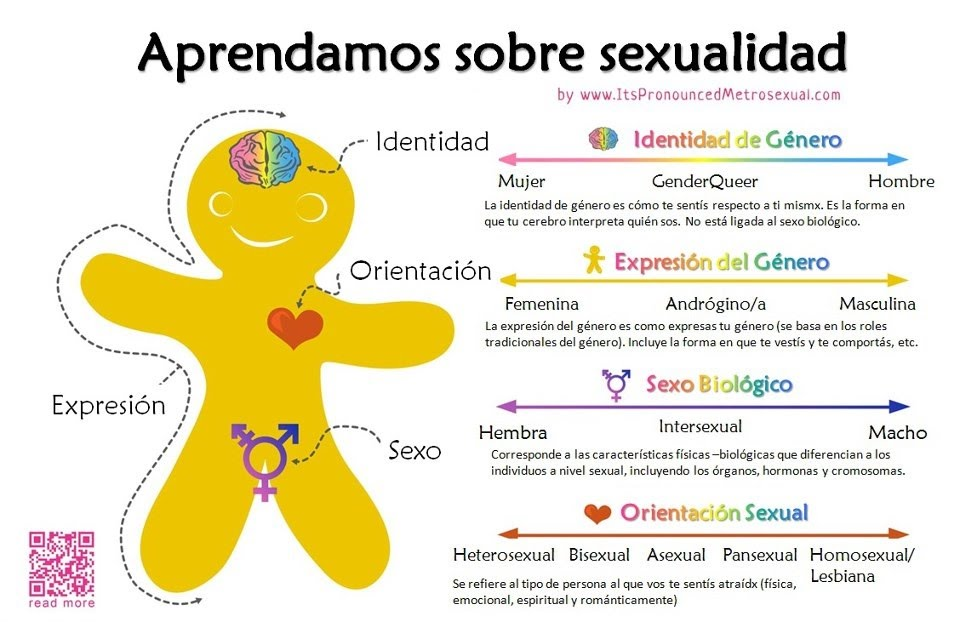 Aprendamos sobre sexualidad
by www.ItsPronouncedMetrosexual.com
Identidad
Orientación
Expresión
Sexo
read more
Identidad de Género
Mujer GenderQueer Hombre
La identidad de género es cómo te sentís respecto a ti mismx. Es la forma en
que tu cerebro interpreta quién sos. No está ligada al sexo biológico.
Expresión del Género
Femenina Andrógino/a Masculina
La expresión del género es como expresas tu género (se basa en los roles
tradicionales del género). Incluye la forma en que te vestís y te comportás, etc.
Sexo Biológico
Hembra Intersexual Macho
Corresponde a las características físicas –biológicas que diferencian a los
individuos a nivel sexual, incluyendo los órganos, hormonas y cromosomas.
Orientación Sexual
Heterosexual Bisexual Asexual Pansexual Homosexual/
Lesbiana
Se refiere al tipo de persona al que vos te sentís atraídx (física,
emocional, espiritual y románticamente)